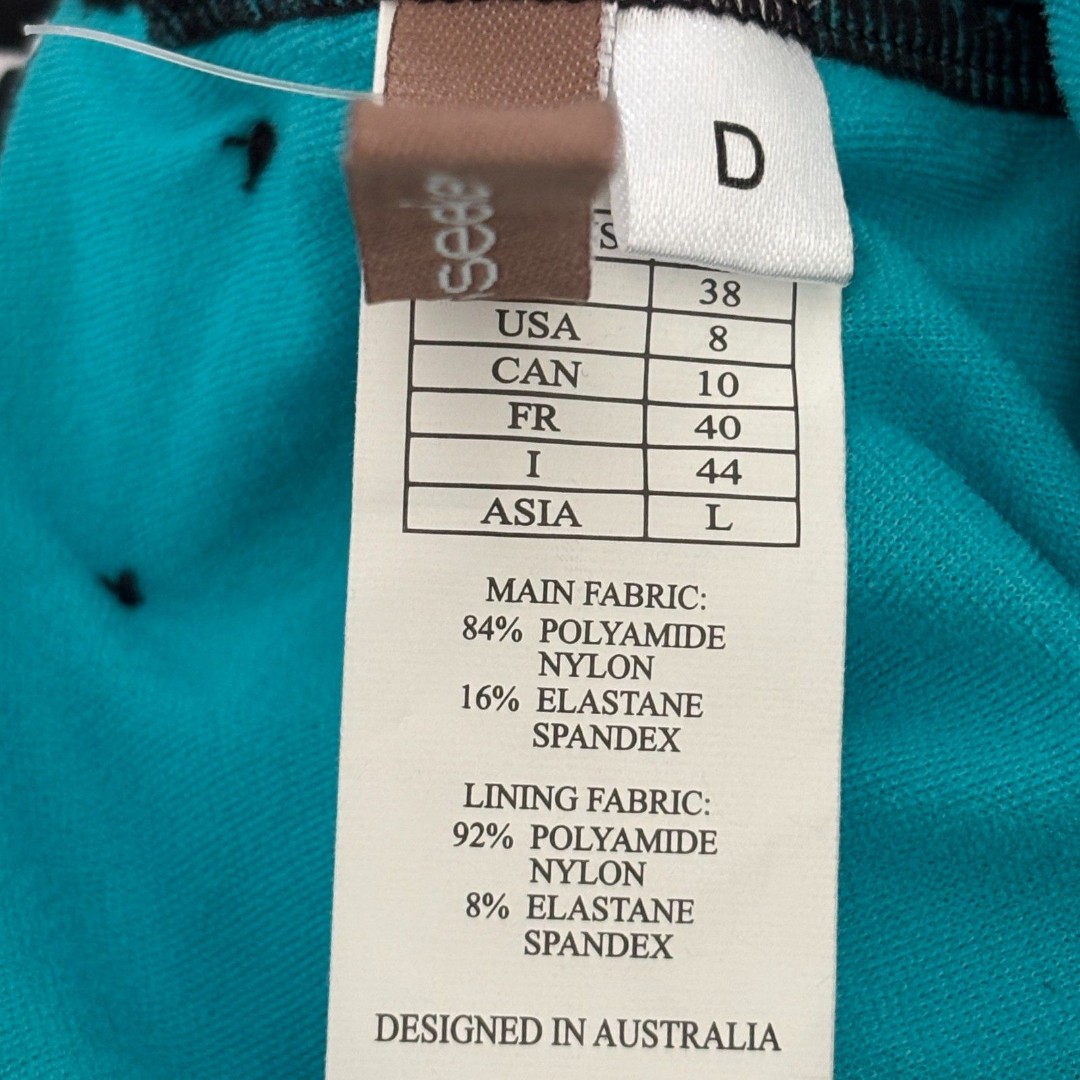 D
38
USA 8
CAN 10
FR 40
I 44
ASIA L
MAIN FABRIC:
84% POLYAMIDE
NYLON
16% ELASTANE
SPANDEX
LINING FABRIC:
92% POLYAMIDE
NYLON
8% ELASTANE
SPANDEX
DESIGNED IN AUSTRALIA